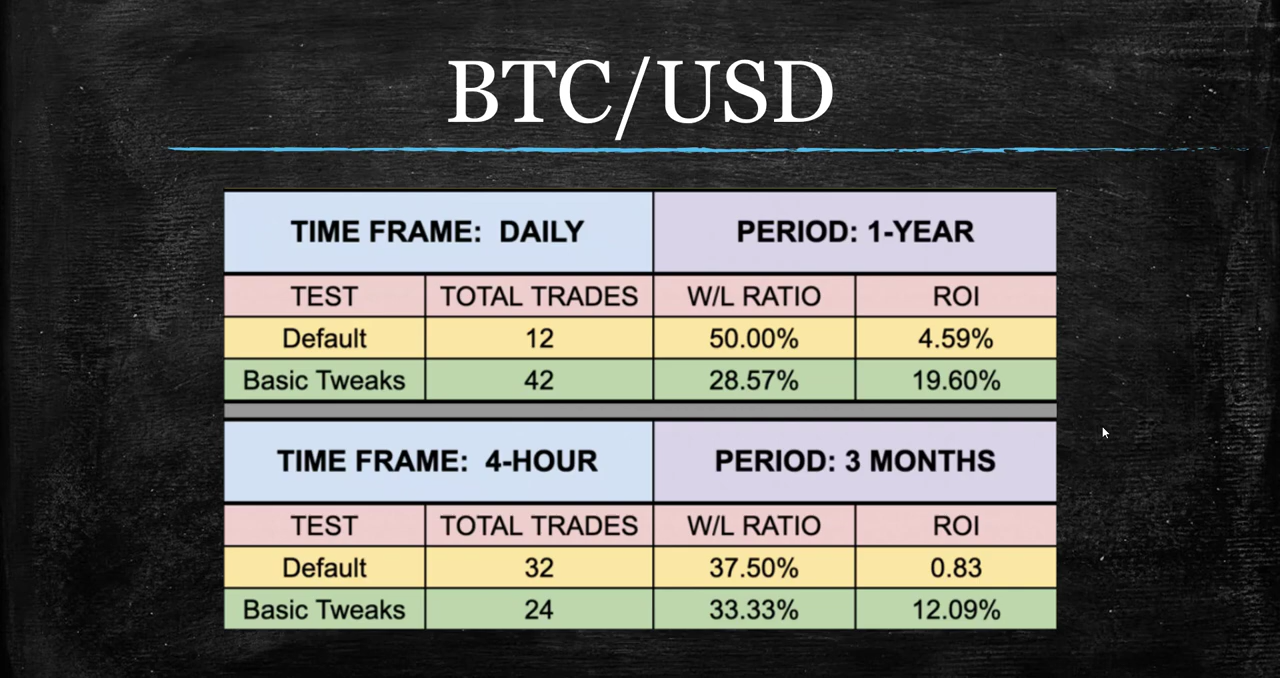 BTC/USD
TIME FRAME: DAILY PERIOD: 1-YEAR
TEST TOTAL TRADES W/L RATIO ROI
Default 12 50.00% 4.59%
Basic Tweaks 42 28.57% 19.60%
TIME FRAME: 4-HOUR PERIOD: 3 MONTHS
TEST TOTAL TRADES W/L RATIO ROI
Default 32 37.50% 0.83
Basic Tweaks 24 33.33% 12.09%